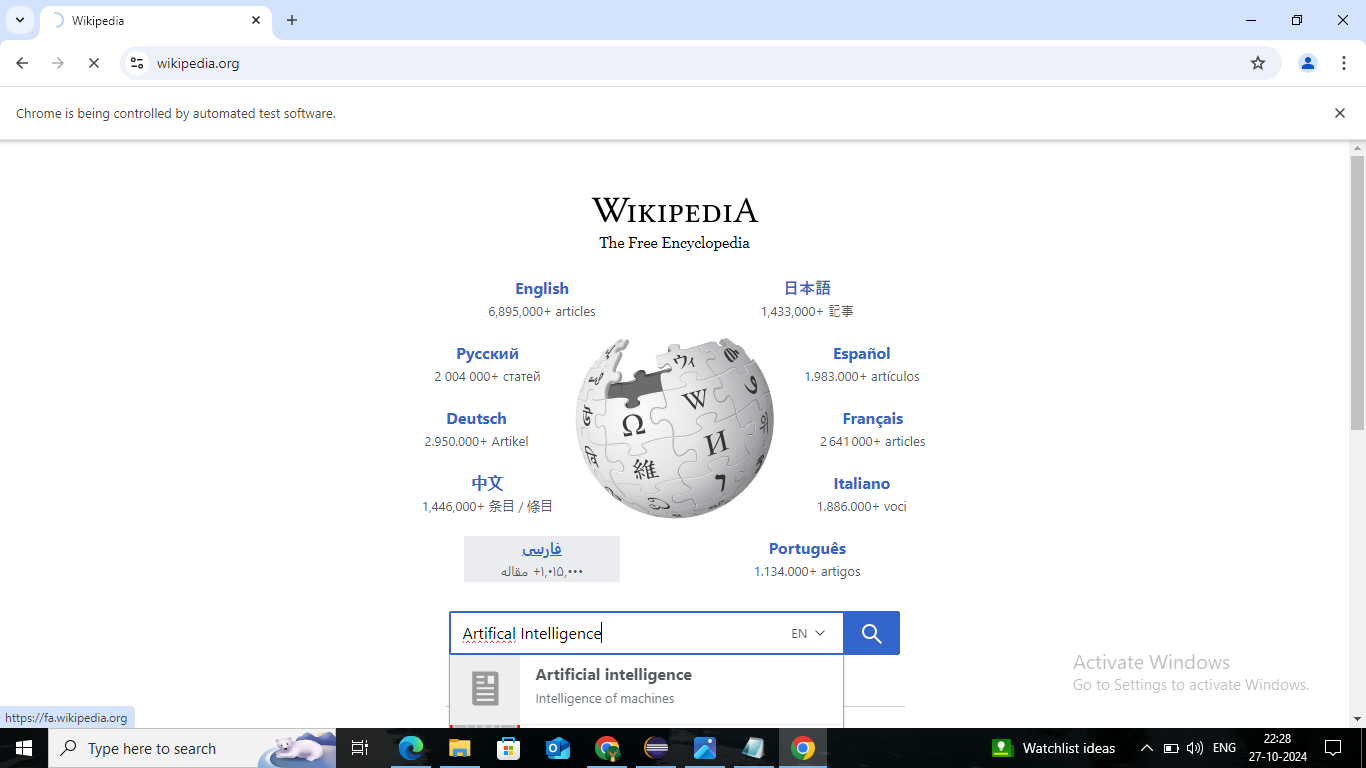 Wikipedia
wikipedia.org
Chrome is being controlled by automated test software.
WIKIPEDIA
The Free Encyclopedia
English
6,895,000+ articles
日本語
1,433,000+ 記事
Русский
2 004 000+ статей
Español
1.983.000+ artículos
Deutsch
2.950.000+ Artikel
Français
2 641 000+ articles
中文
1,446,000+ 条目 / 條目
Italiano
1.886.000+ voci
فارسی
۱٬۰۱۵٬۰۰۰+ مقاله
Português
1.134.000+ artigos
Ω
W
И
維
ウィ
Artifical Intelligence
EN
Artificial intelligence
Intelligence of machines
Activate Windows
Go to Settings to activate Windows.
https://fa.wikipedia.org
Type here to search
Watchlist ideas
ENG
22:28
27-10-2024